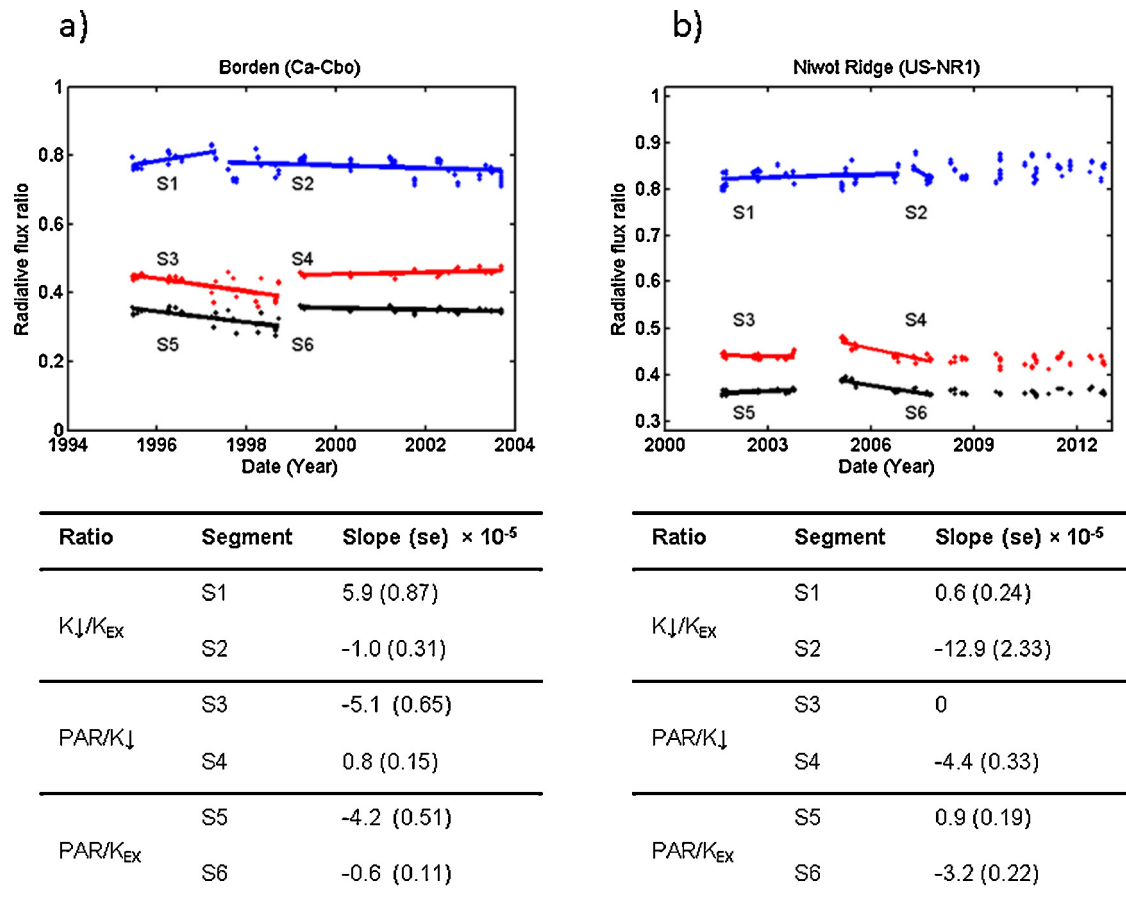 a)
Borden (Ca-Cbo)
Radiative flux ratio
1
0.8
0.6
0.4
0.2
0
S1
S2
S3
S4
S5
S6
1994 1996 1998 2000 2002 2004
Date (Year)
Ratio Segment Slope (se) × 10-5
K↓/KEX
S1 5.9 (0.87)
S2 -1.0 (0.31)
PAR/K↓
S3 -5.1 (0.65)
S4 0.8 (0.15)
PAR/KEX
S5 -4.2 (0.51)
S6 -0.6 (0.11)
b)
Niwot Ridge (US-NR1)
Radiative flux ratio
1
0.9
0.8
0.7
0.6
0.5
0.4
0.3
S1
S2
S3
S4
S5
S6
2000 2003 2006 2009 2012
Date (Year)
Ratio Segment Slope (se) × 10-5
K↓/KEX
S1 0.6 (0.24)
S2 -12.9 (2.33)
PAR/K↓
S3 0
S4 -4.4 (0.33)
PAR/KEX
S5 0.9 (0.19)
S6 -3.2 (0.22)